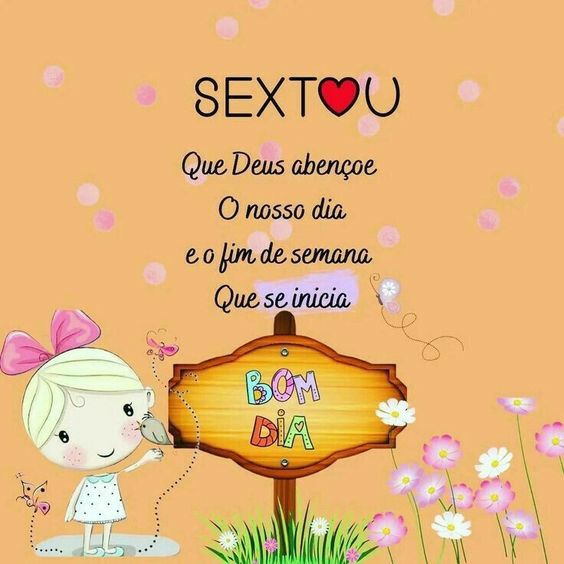 SEXTOU
Que Deus abençoe
O nosso dia
e o fim de semana
Que se inicia
BOM
DIA